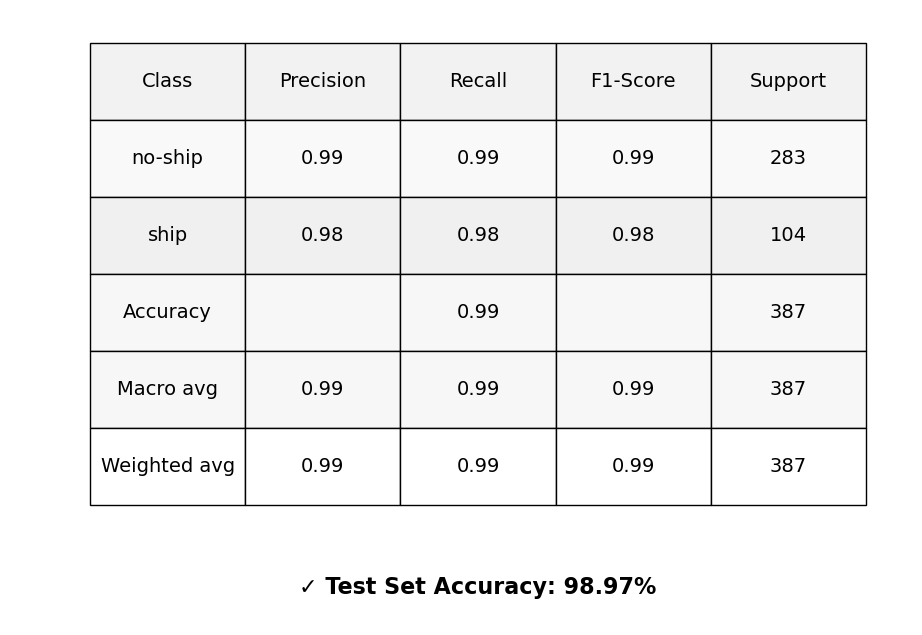 Class Precision Recall F1-Score Support
no-ship 0.99 0.99 0.99 283
ship 0.98 0.98 0.98 104
Accuracy 0.99 387
Macro avg 0.99 0.99 0.99 387
Weighted avg 0.99 0.99 0.99 387
✓ Test Set Accuracy: 98.97%